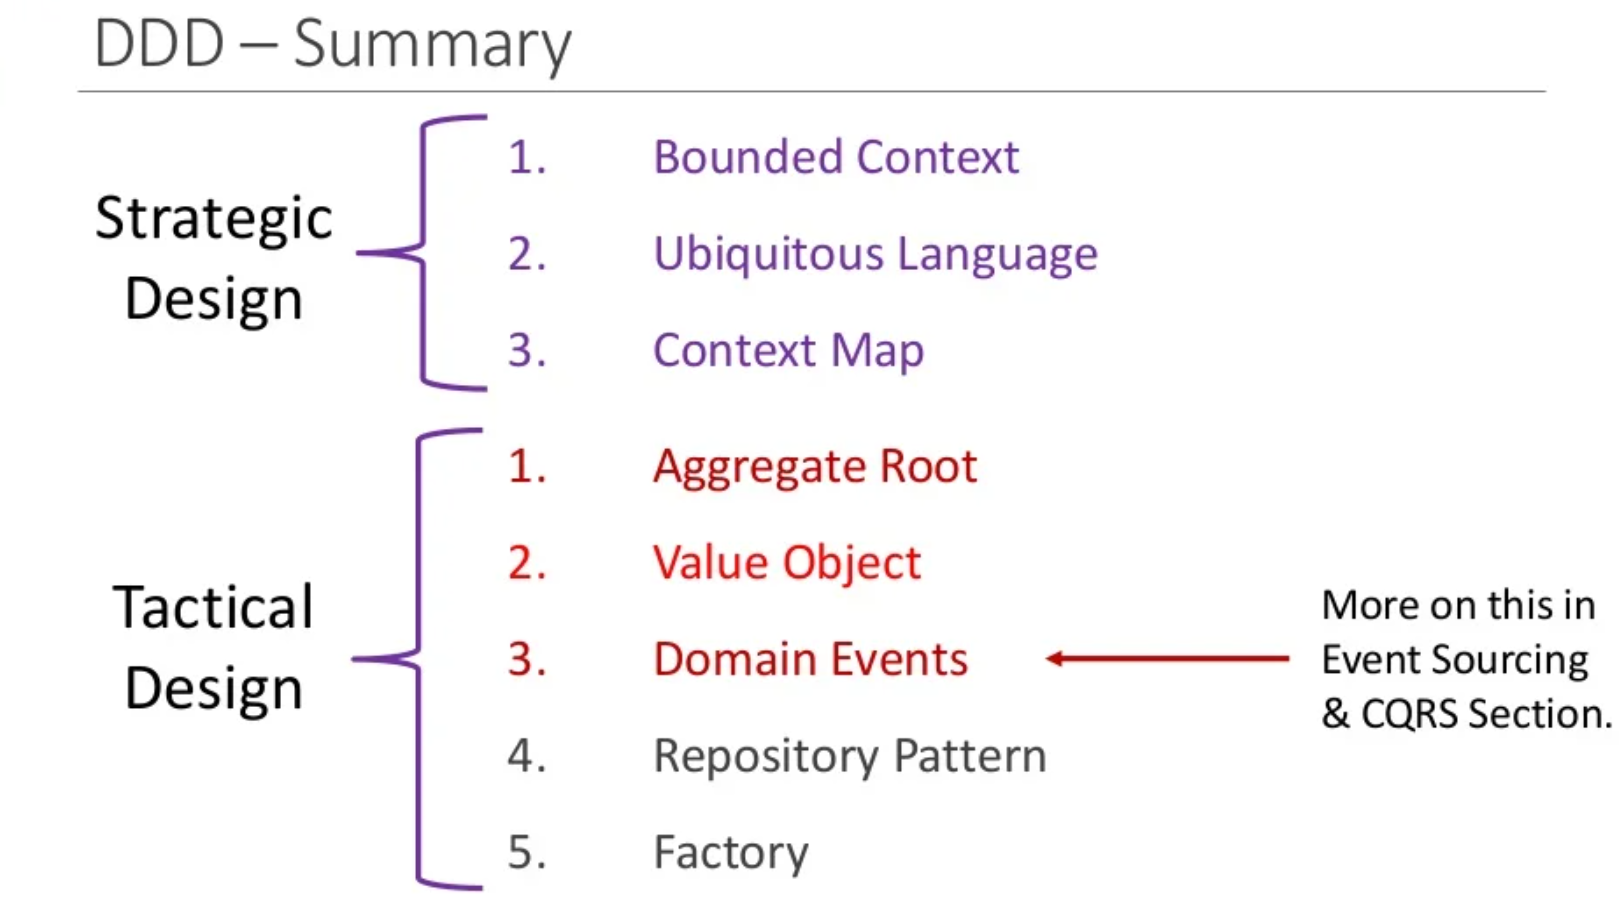 DDD – Summary
Strategic
Design
1. Bounded Context
2. Ubiquitous Language
3. Context Map
Tactical
Design
1. Aggregate Root
2. Value Object
3. Domain Events
4. Repository Pattern
5. Factory
More on this in
Event Sourcing
& CQRS Section.